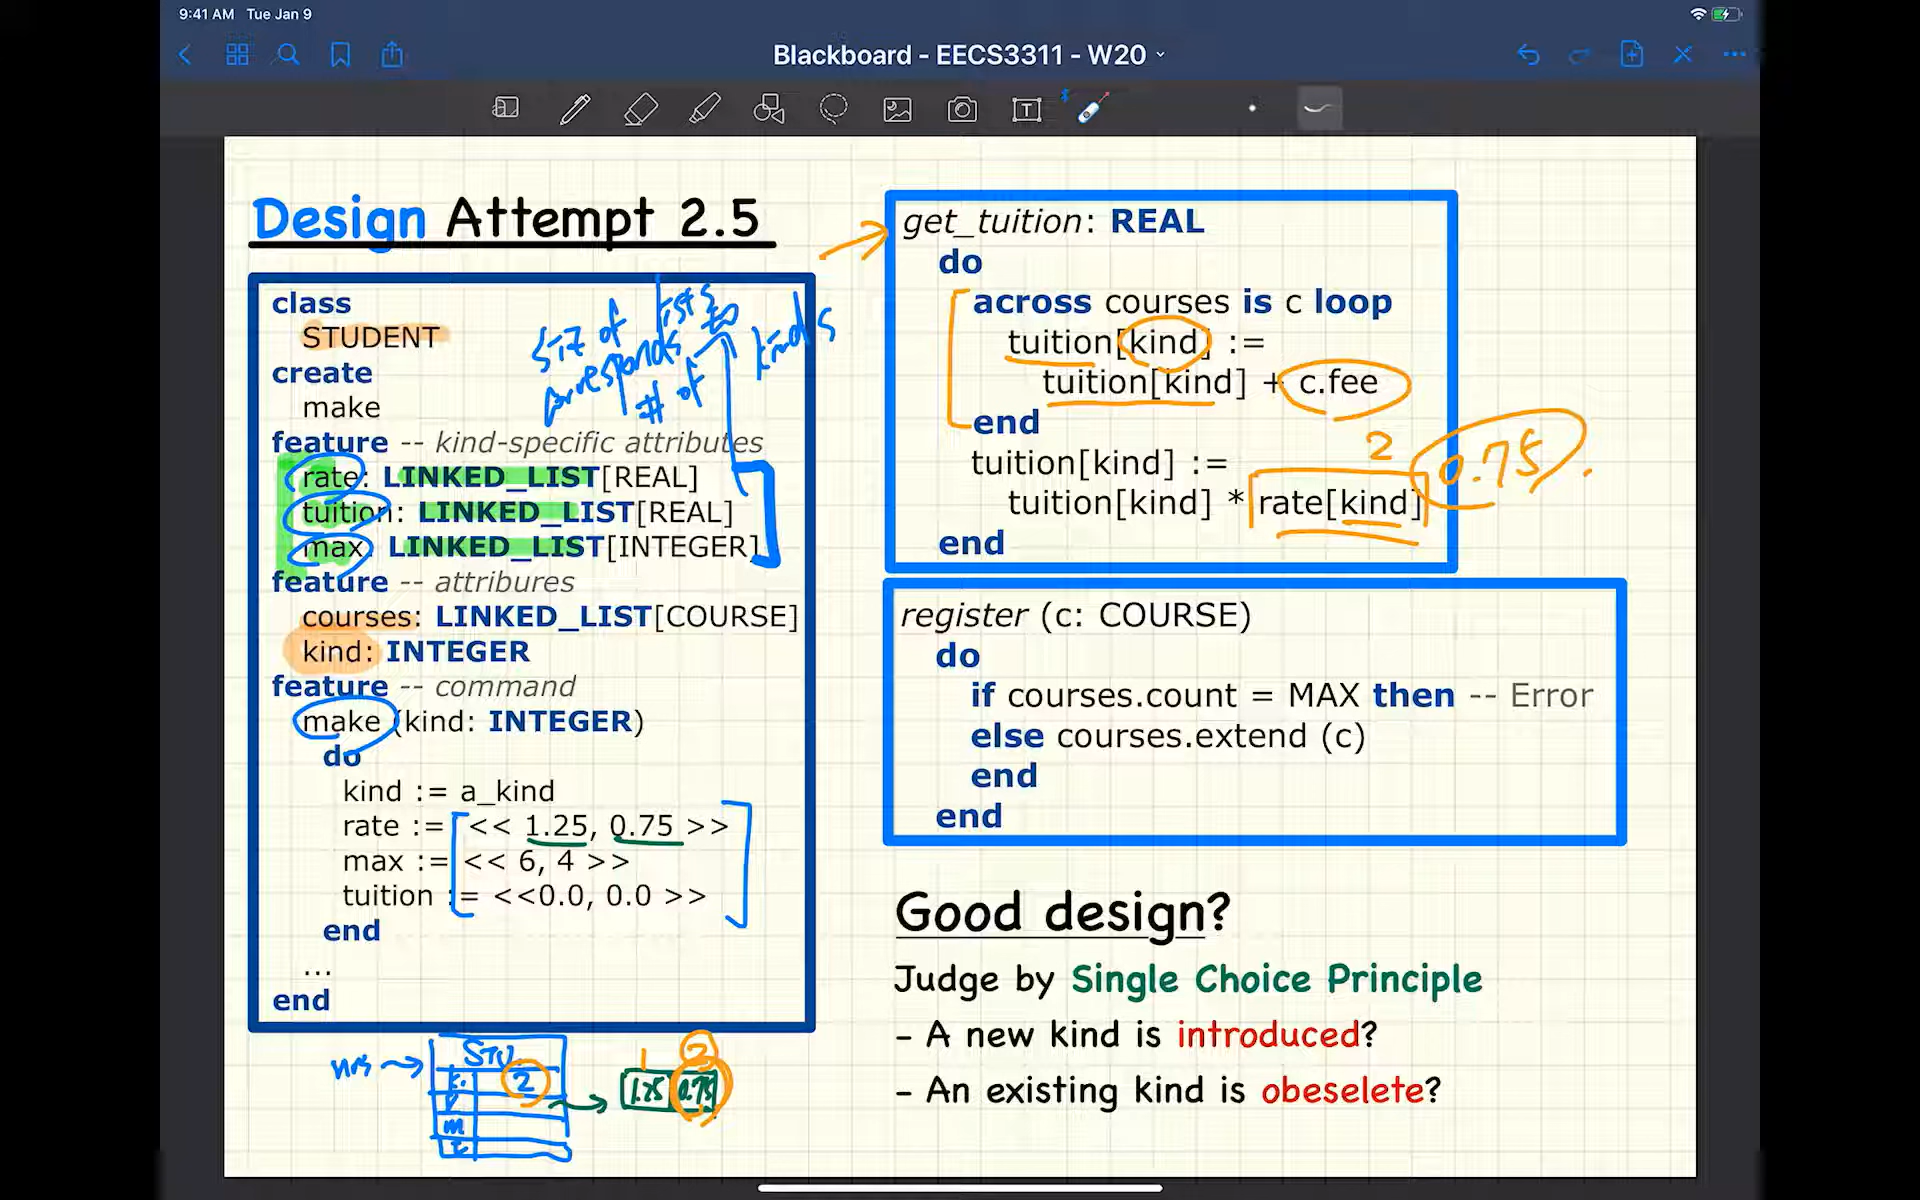 9:41 AM Tue Jan 9
Blackboard - EECS3311 - W20
Design Attempt 2.5
class
STUDENT
create
make
feature -- kind-specific attributes
rate: LINKED_LIST[REAL]
tuition: LINKED_LIST[REAL]
max: LINKED_LIST[INTEGER]
feature -- attribures
courses: LINKED_LIST[COURSE]
kind: INTEGER
feature -- command
make (kind: INTEGER)
do
kind := a_kind
rate := << 1.25, 0.75 >>
max := << 6, 4 >>
tuition := <<0.0, 0.0 >>
end
...
end
size of lists
corresponds to
# of kinds
STU
2
m
t
1
2
1.25 0.75
get_tuition: REAL
do
across courses is c loop
tuition[kind] :=
tuition[kind] + c.fee
end
tuition[kind] :=
tuition[kind] * rate[kind]
end
2
0.75
register (c: COURSE)
do
if courses.count = MAX then -- Error
else courses.extend (c)
end
end
Good design?
Judge by Single Choice Principle
- A new kind is introduced?
- An existing kind is obeselete?